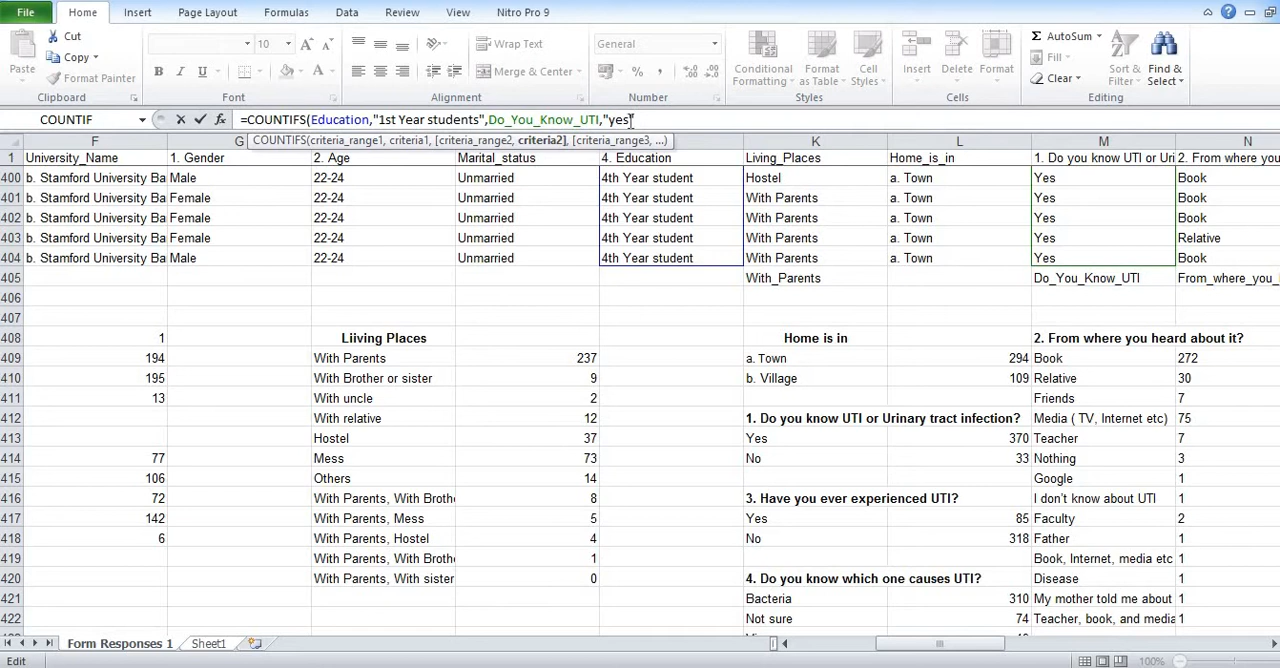 File Home Insert Page Layout Formulas Data Review View Nitro Pro 9
Paste Cut Copy Format Painter
10 Wrap Text Merge & Center General
Conditional Formatting Format as Table Cell Styles Insert Delete Format
AutoSum Fill Clear Sort & Filter Find & Select
Clipboard Font Alignment Number Styles Cells Editing
COUNTIF =COUNTIFS(Education,"1st Year students",Do_You_Know_UTI,"yes"
COUNTIFS(criteria_range1, criteria1, [criteria_range2, criteria2], [criteria_range3, ...)
F G K L M N
1 University_Name 1. Gender 2. Age Marital_status 4. Education Living_Places Home_is_in 1. Do you know UTI or Uri 2. From where you
400 b. Stamford University Ba Male 22-24 Unmarried 4th Year student Hostel a. Town Yes Book
401 b. Stamford University Ba Female 22-24 Unmarried 4th Year student With Parents a. Town Yes Book
402 b. Stamford University Ba Female 22-24 Unmarried 4th Year student With Parents a. Town Yes Book
403 b. Stamford University Ba Female 22-24 Unmarried 4th Year student With Parents a. Town Yes Relative
404 b. Stamford University Ba Male 22-24 Unmarried 4th Year student With Parents a. Town Yes Book
405 With_Parents Do_You_Know_UTI From_where_you_
406
407
408 1 Liiving Places Home is in 2. From where you heard about it?
409 194 With Parents 237 a. Town 294 Book 272
410 195 With Brother or sister 9 b. Village 109 Relative 30
411 13 With uncle 2 Friends 7
412 With relative 12 1. Do you know UTI or Urinary tract infection? Media ( TV, Internet etc) 75
413 Hostel 37 Yes 370 Teacher 7
414 77 Mess 73 No 33 Nothing 3
415 106 Others 14 Google 1
416 72 With Parents, With Brothe 8 3. Have you ever experienced UTI? I don't know about UTI 1
417 142 With Parents, Mess 5 Yes 85 Faculty 2
418 6 With Parents, Hostel 4 No 318 Father 1
419 With Parents, With Broth 1 Book, Internet, media etc 1
420 With Parents, With sister 0 4. Do you know which one causes UTI? Disease 1
421 Bacteria 310 My mother told me about 1
422 Not sure 74 Teacher, book, and media 1
Form Responses 1 Sheet1
Edit 100%